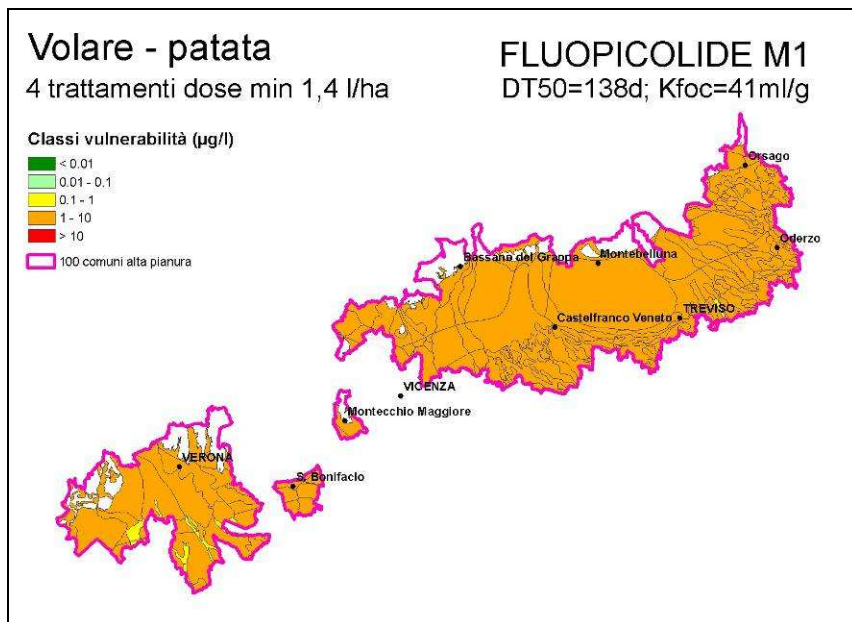 Volare - patata
4 trattamenti dose min 1,4 l/ha
FLUOPICOLIDE M1
DT50=138d; Kfoc=41ml/g
Classi vulnerabilità (µg/l)
< 0.01
0.01 - 0.1
0.1 - 1
1 - 10
> 10
100 comuni alta pianura
Orsago
Oderzo
Bassano del Grappa
Montebelluna
TREVISO
Castelfranco Veneto
VICENZA
Montecchio Maggiore
VERONA
S. Bonifacio